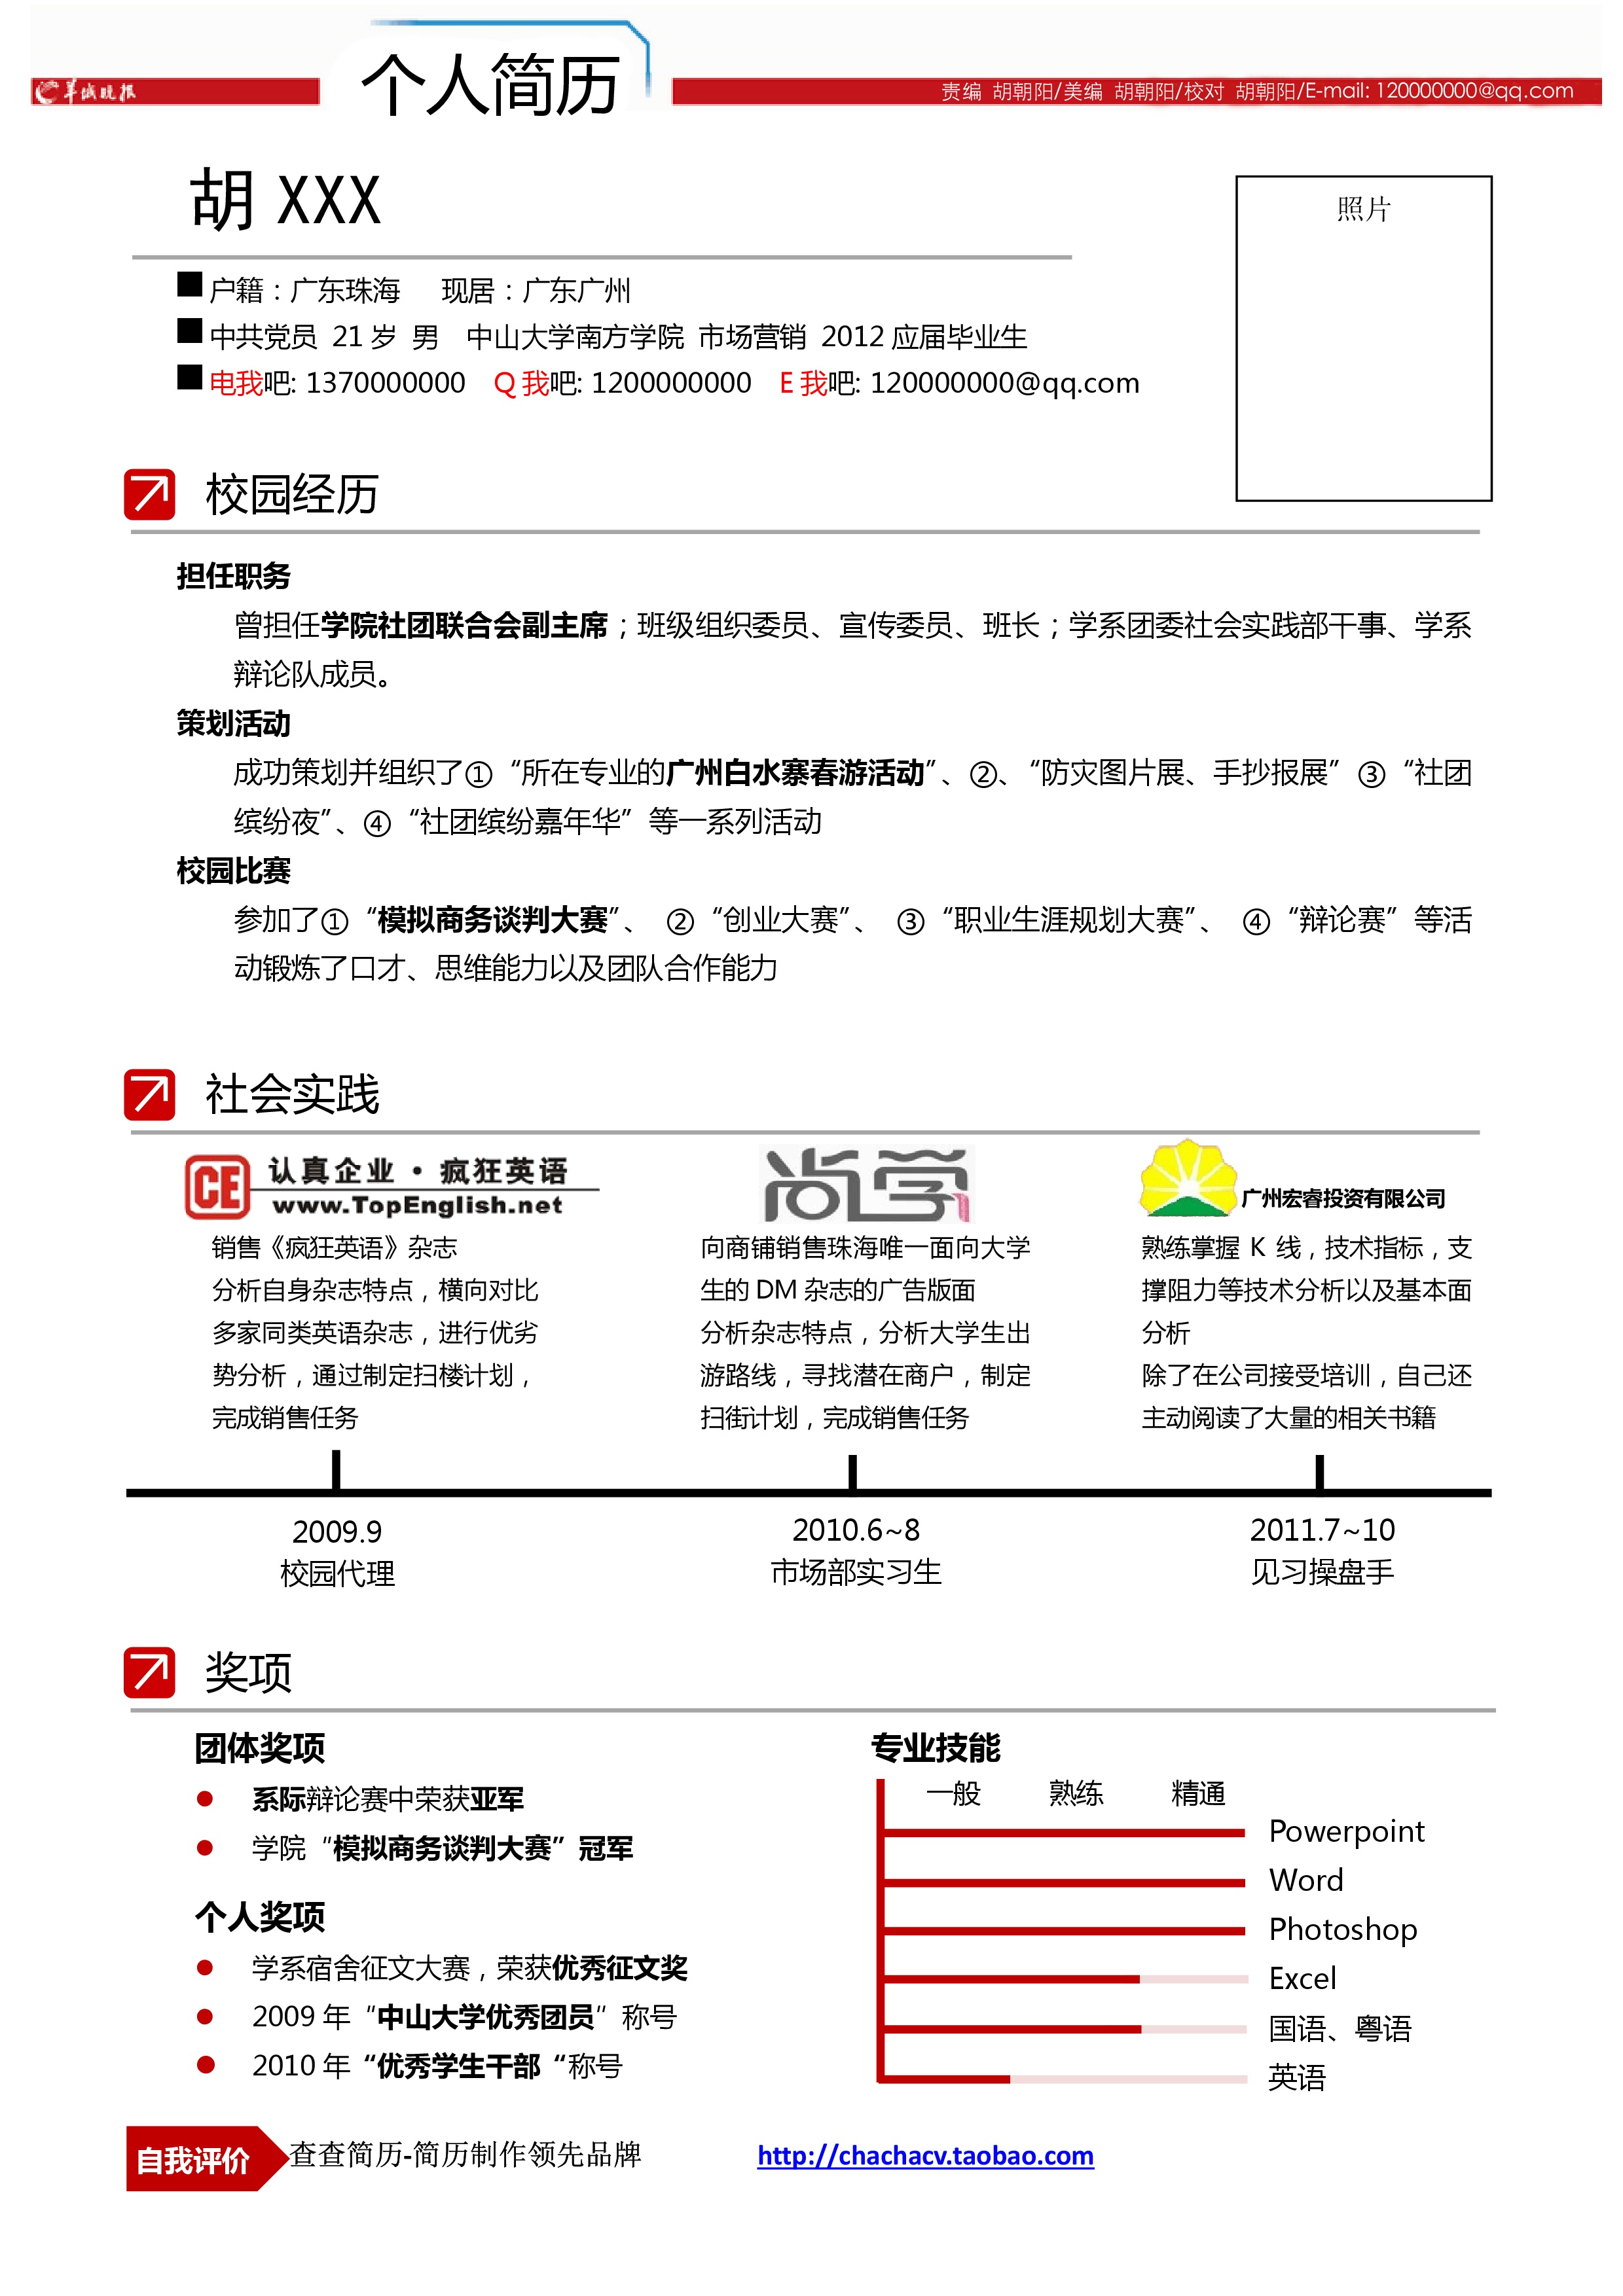 羊城晚报
个人简历
责编 胡朝阳/美编 胡朝阳/校对 胡朝阳/E-mail: 120000000@qq.com
胡 XXX
照片
户籍：广东珠海 现居：广东广州
中共党员 21 岁 男 中山大学南方学院 市场营销 2012 应届毕业生
电我吧: 1370000000 Q 我吧: 1200000000 E 我吧: 120000000@qq.com
校园经历
担任职务
曾担任学院社团联合会副主席；班级组织委员、宣传委员、班长；学系团委社会实践部干事、学系
辩论队成员。
策划活动
成功策划并组织了①“所在专业的广州白水寨春游活动”、②、“防灾图片展、手抄报展”③“社团
缤纷夜”、④“社团缤纷嘉年华”等一系列活动
校园比赛
参加了①“模拟商务谈判大赛”、 ②“创业大赛”、 ③“职业生涯规划大赛”、 ④“辩论赛”等活
动锻炼了口才、思维能力以及团队合作能力
社会实践
CE 认真企业·疯狂英语
www.TopEnglish.net
销售《疯狂英语》杂志
分析自身杂志特点，横向对比
多家同类英语杂志，进行优劣
势分析，通过制定扫楼计划，
完成销售任务
尚学
向商铺销售珠海唯一面向大学
生的 DM 杂志的广告版面
分析杂志特点，分析大学生出
游路线，寻找潜在商户，制定
扫街计划，完成销售任务
广州宏睿投资有限公司
熟练掌握 K 线，技术指标，支
撑阻力等技术分析以及基本面
分析
除了在公司接受培训，自己还
主动阅读了大量的相关书籍
2009.9
校园代理
2010.6~8
市场部实习生
2011.7~10
见习操盘手
奖项
团体奖项
系际辩论赛中荣获亚军
学院“模拟商务谈判大赛”冠军
个人奖项
学系宿舍征文大赛，荣获优秀征文奖
2009 年“中山大学优秀团员”称号
2010 年“优秀学生干部“称号
专业技能
一般 熟练 精通
Powerpoint
Word
Photoshop
Excel
国语、粤语
英语
自我评价 查查简历-简历制作领先品牌 http://chachacv.taobao.com